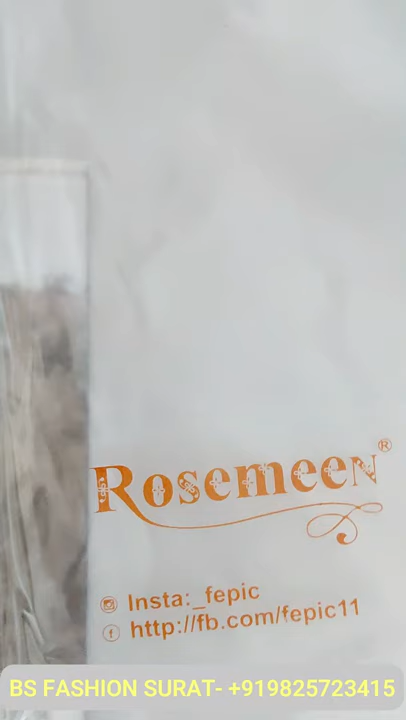 Rosemeen®
Insta:_fepic
http://fb.com/fepic11
BS FASHION SURAT- +919825723415